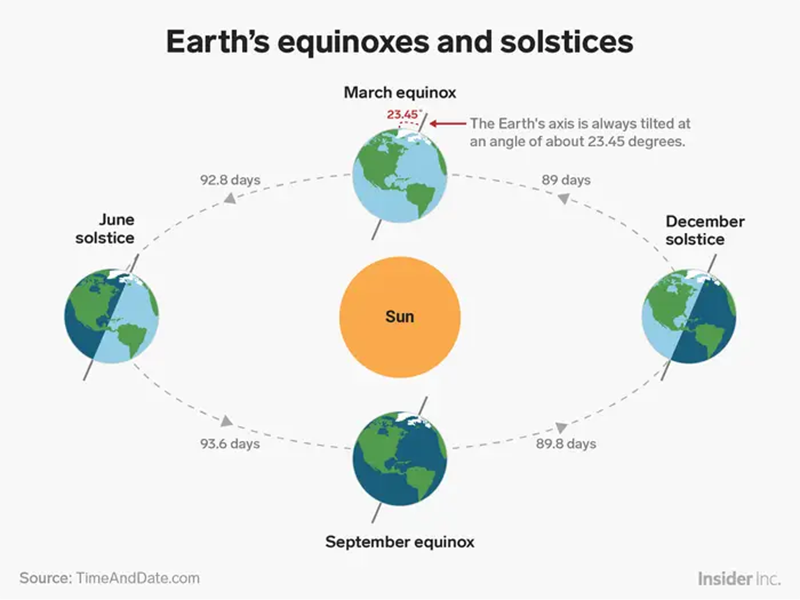 Earth's equinoxes and solstices
March equinox
23.45°
The Earth's axis is always tilted at
an angle of about 23.45 degrees.
92.8 days
89 days
June
solstice
December
solstice
Sun
93.6 days
89.8 days
September equinox
Source: TimeAndDate.com
Insider Inc.